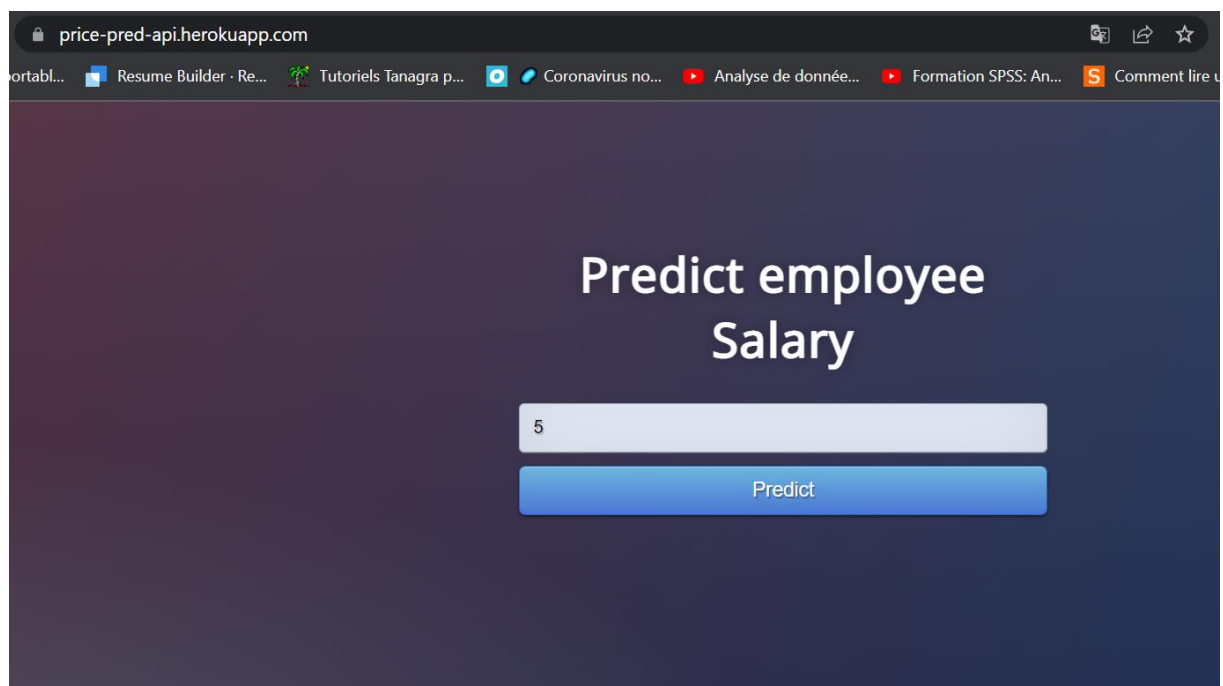 price-pred-api.herokuapp.com
ortabl... Resume Builder · Re... Tutoriels Tanagra p... Coronavirus no... Analyse de donnée... Formation SPSS: An... S Comment lire u
Predict employee
Salary
5
Predict